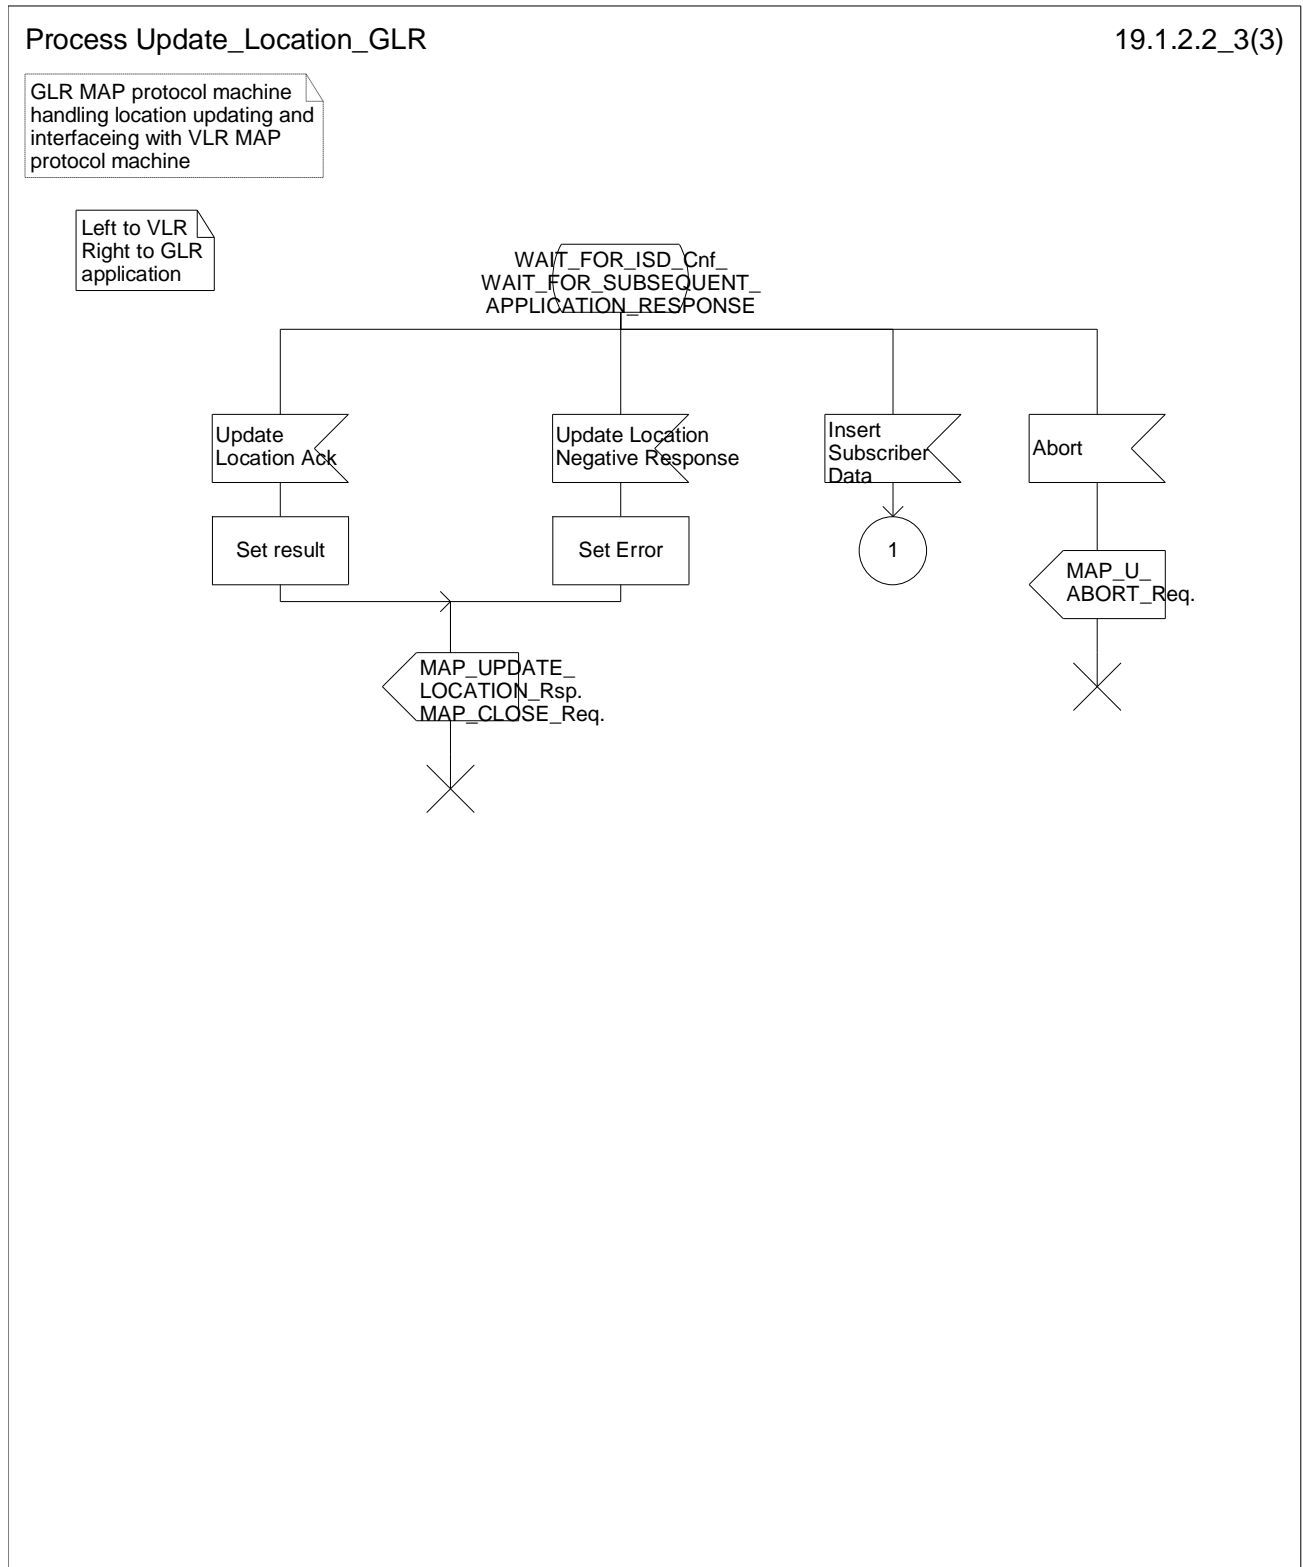 Process Update_Location_GLR
19.1.2.2_3(3)
GLR MAP protocol machine
handling location updating and
interfaceing with VLR MAP
protocol machine
Left to VLR
Right to GLR
application
WAIT_FOR_ISD_Cnf_
WAIT_FOR_SUBSEQUENT_
APPLICATION_RESPONSE
Update
Location Ack
Update Location
Negative Response
Insert
Subscriber
Data
Abort
Set result
Set Error
1
MAP_U_
ABORT_Req.
MAP_UPDATE_
LOCATION_Rsp.
MAP_CLOSE_Req.